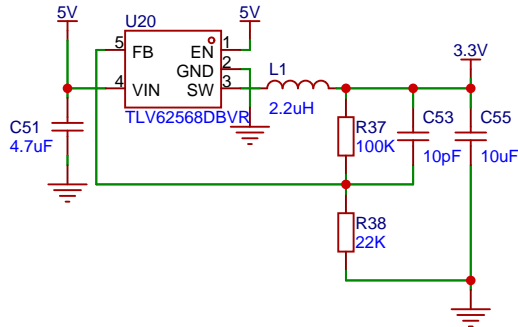 5V
U20
5V
3.3V
5 FB EN 1
GND 2
4 VIN SW 3
L1
2.2uH
TLV62568DBVR
C51
4.7uF
R37
100K
C53
10pF
C55
10uF
R38
22K